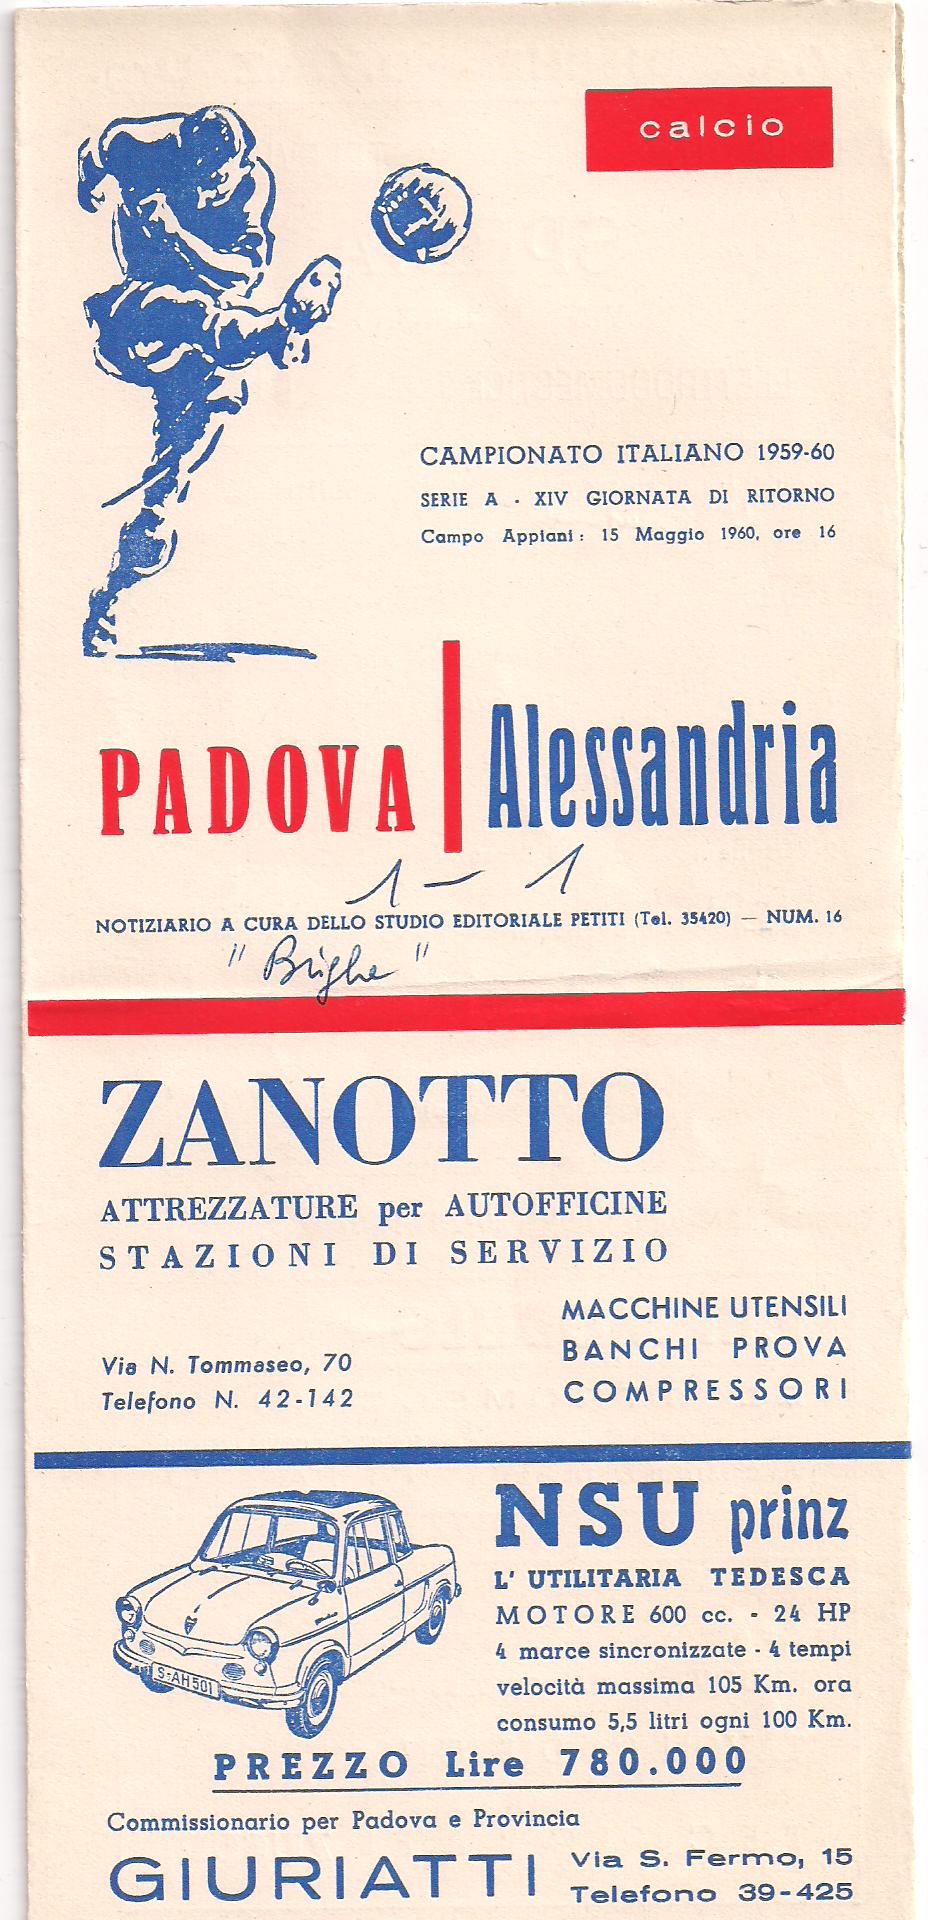 calcio
CAMPIONATO ITALIANO 1959-60
SERIE A - XIV GIORNATA DI RITORNO
Campo Appiani: 15 Maggio 1960, ore 16
PADOVA Alessandria
1 - 1
NOTIZIARIO A CURA DELLO STUDIO EDITORIALE PETITI (Tel. 35420) — NUM. 16
"Brighe"
ZANOTTO
ATTREZZATURE per AUTOFFICINE
STAZIONI DI SERVIZIO
MACCHINE UTENSILI
BANCHI PROVA
COMPRESSORI
Via N. Tommaseo, 70
Telefono N. 42-142
NSU prinz
L' UTILITARIA TEDESCA
MOTORE 600 cc. - 24 HP
4 marce sincronizzate - 4 tempi
velocità massima 105 Km. ora
consumo 5,5 litri ogni 100 Km.
S-AH501
PREZZO Lire 780.000
Commissionario per Padova e Provincia
GIURIATTI
Via S. Fermo, 15
Telefono 39-425